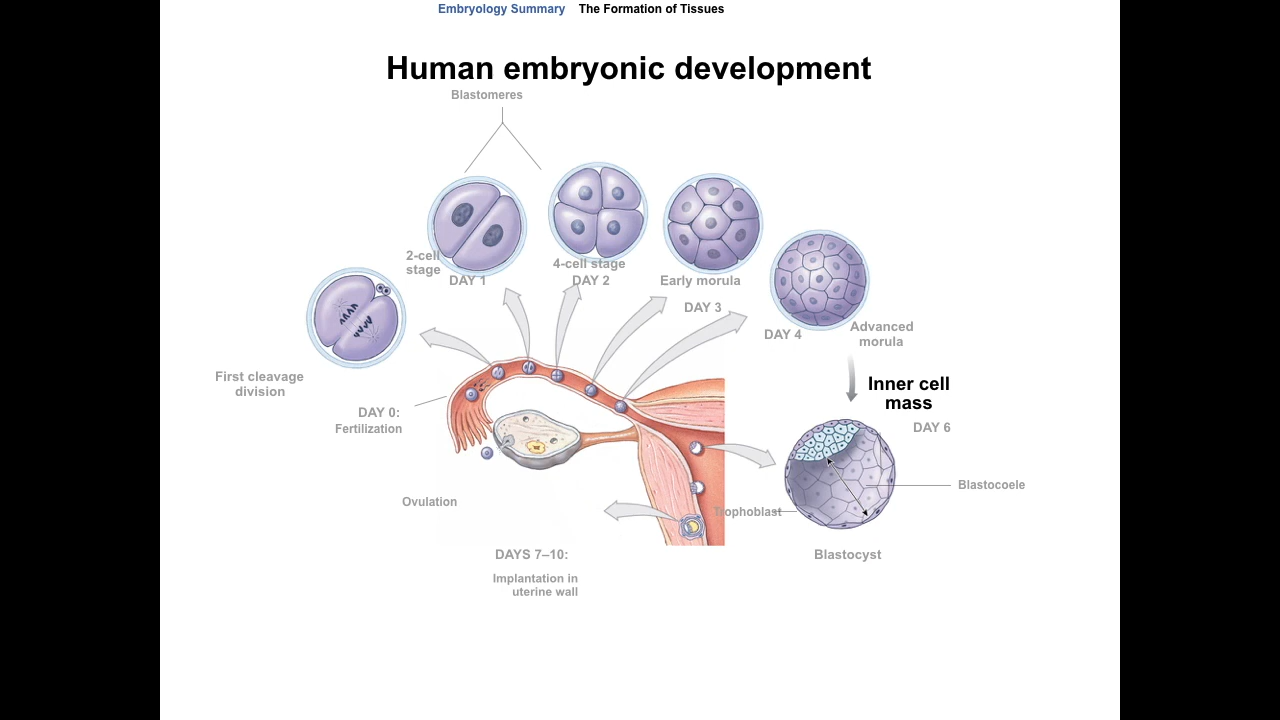 Embryology Summary The Formation of Tissues
Human embryonic development
Blastomeres
2-cell
stage
DAY 1
4-cell stage
DAY 2
Early morula
DAY 3
DAY 4
Advanced
morula
First cleavage
division
DAY 0:
Fertilization
Inner cell
mass
DAY 6
Blastocoele
Trophoblast
Blastocyst
Ovulation
DAYS 7–10:
Implantation in
uterine wall